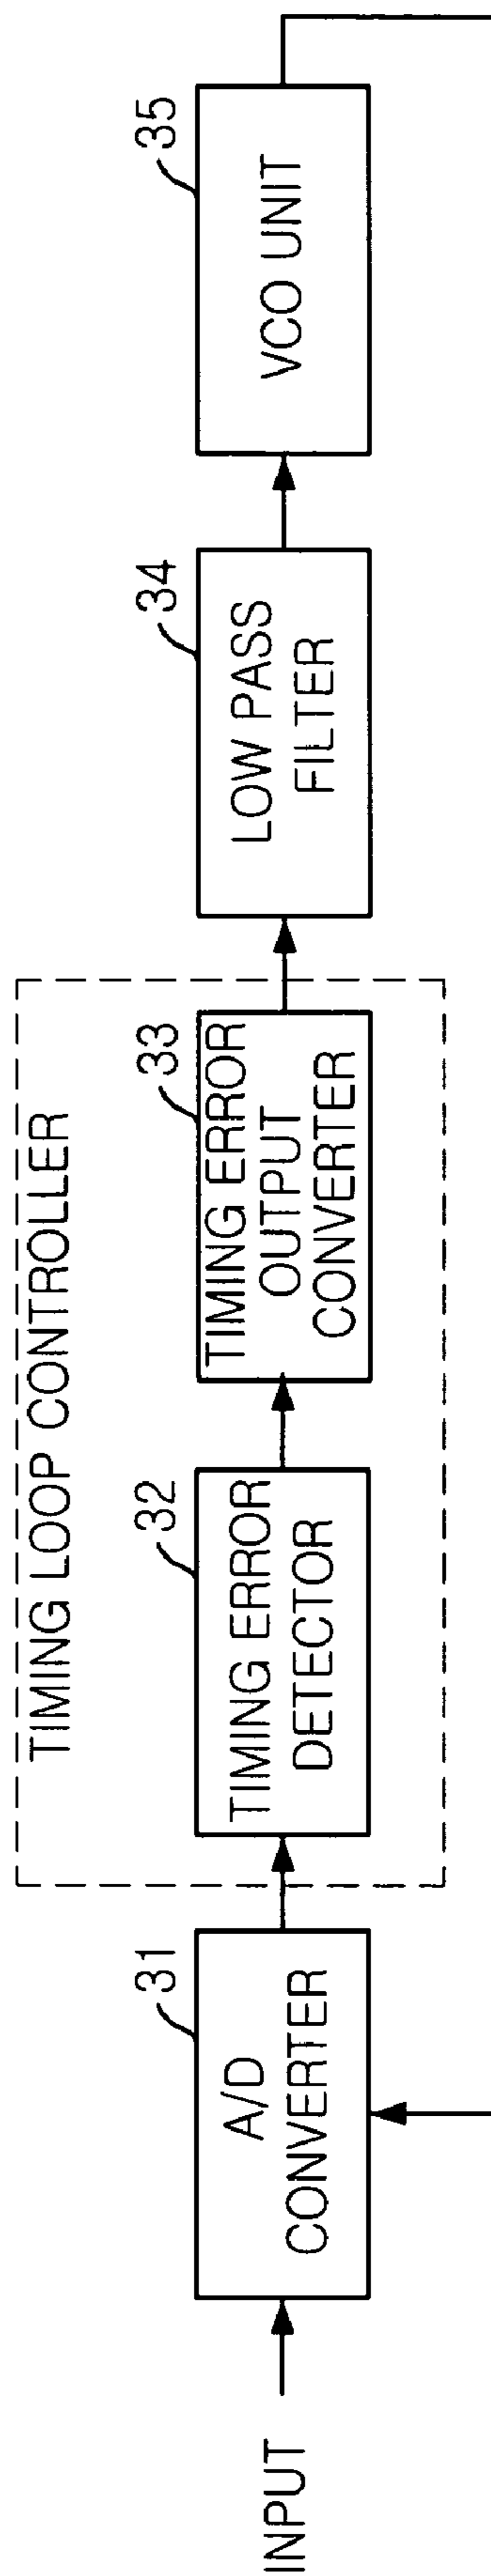 TIMING LOOP CONTROLLER
INPUT
31
A/D
CONVERTER
32
TIMING ERROR
DETECTOR
33
TIMING ERROR
OUTPUT
CONVERTER
34
LOW PASS
FILTER
35
VCO UNIT